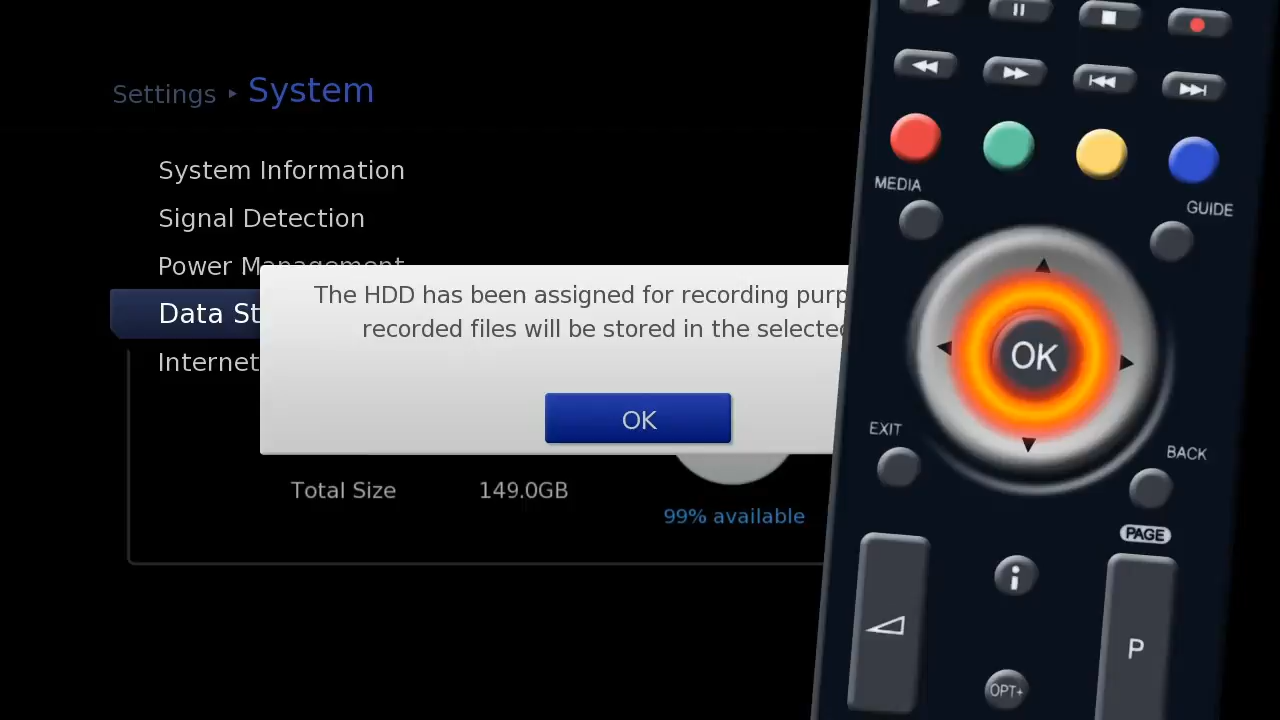 Settings ▸ System
System Information
Signal Detection
Power Management
Data St
Internet
The HDD has been assigned for recording purp
recorded files will be stored in the selected
OK
Total Size 149.0GB
99% available
MEDIA
GUIDE
OK
EXIT
BACK
PAGE
i
P
OPT+